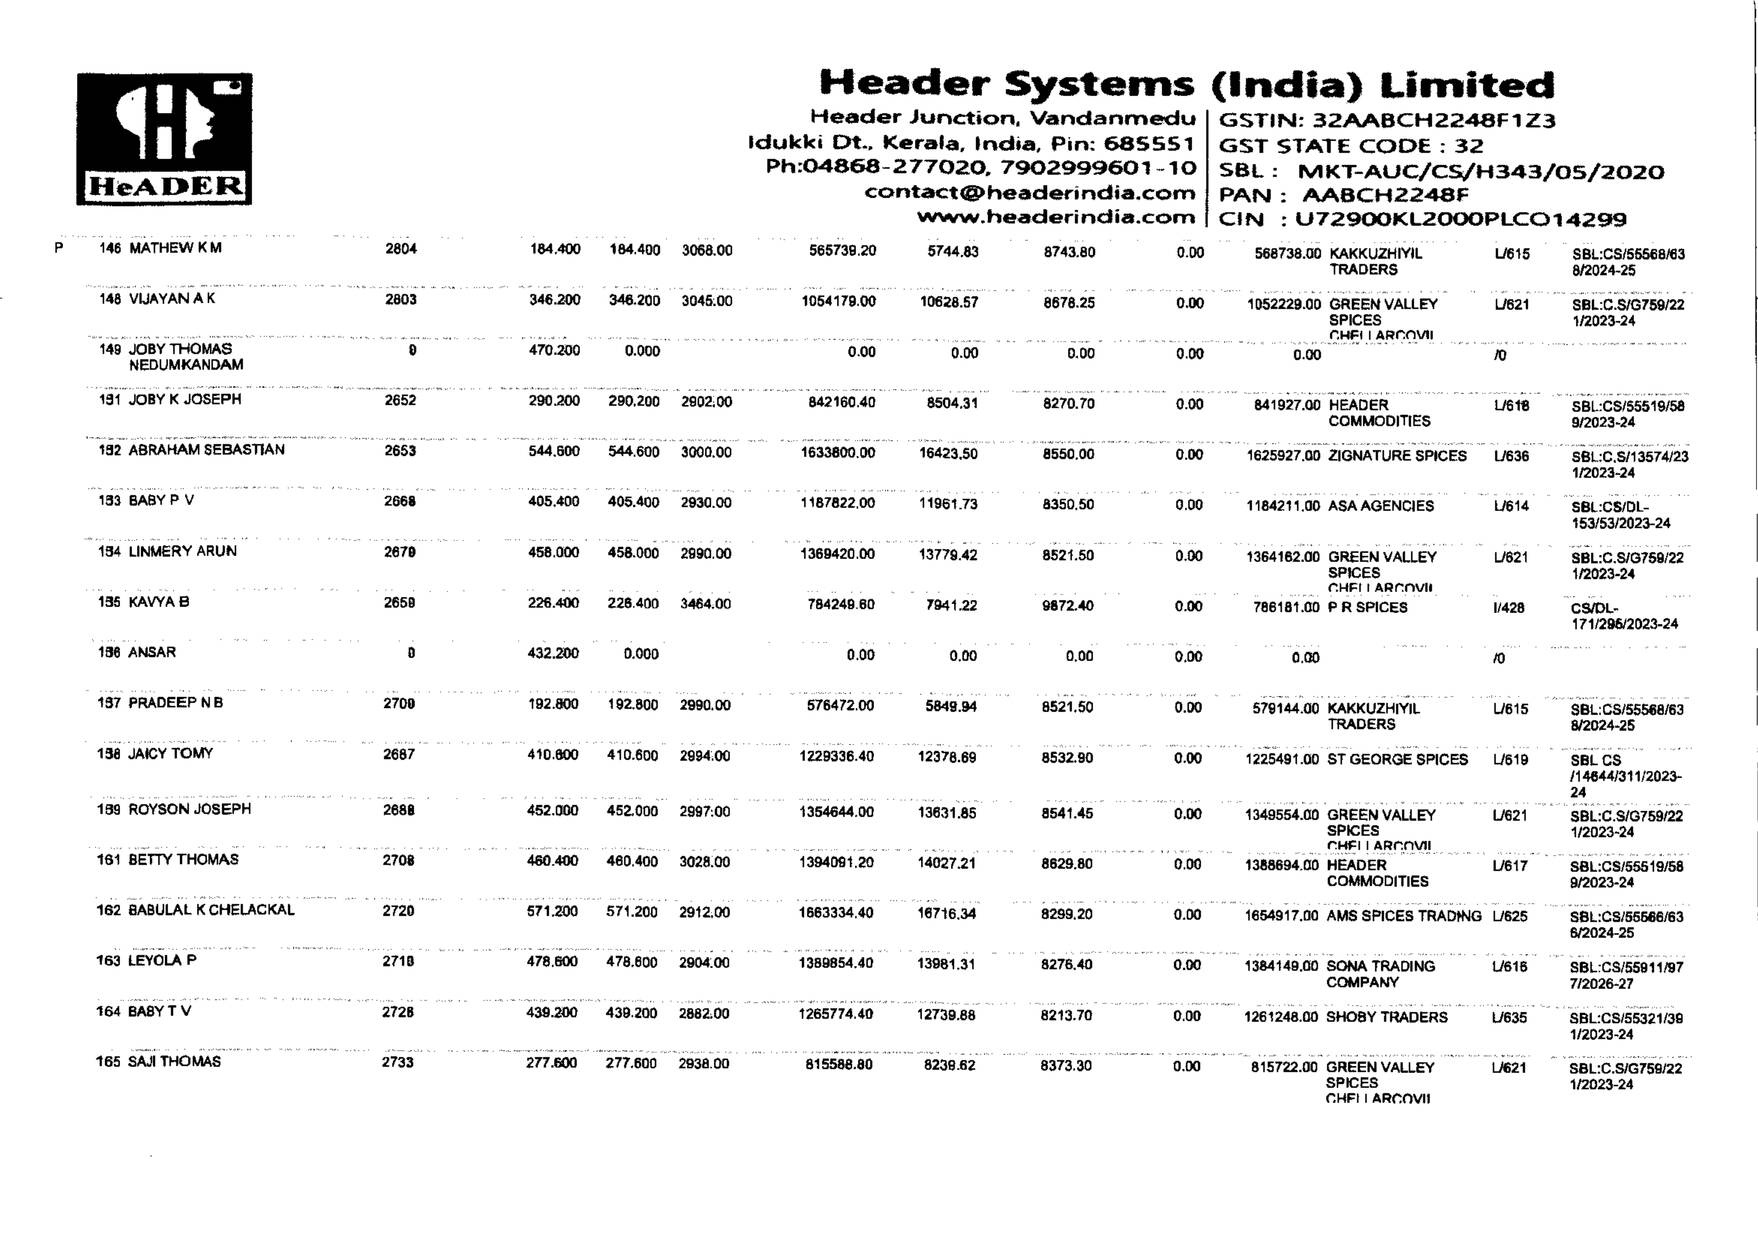 HeADER
Header Systems (India) Limited
Header Junction, Vandanmedu
Idukki Dt., Kerala, India, Pin: 685551
Ph:04868-277020, 7902999601-10
contact@headerindia.com
www.headerindia.com
GSTIN: 32AABCH2248F1Z3
GST STATE CODE : 32
SBL : MKT-AUC/CS/H343/05/2020
PAN : AABCH2248F
CIN : U72900KL2000PLCO14299
P 146 MATHEW K M 2804 184.400 184.400 3068.00 565739.20 5744.83 8743.80 0.00 568738.00 KAKKUZHIYIL L/615 SBL:CS/55568/63
TRADERS 8/2024-25
148 VIJAYAN A K 2803 346.200 346.200 3045.00 1054179.00 10628.57 8678.25 0.00 1052229.00 GREEN VALLEY L/621 SBL:C.S/G759/22
SPICES 1/2023-24
CHELLARCOVIL
149 JOBY THOMAS 0 470.200 0.000 0.00 0.00 0.00 0.00 0.00 /0
NEDUMKANDAM
151 JOBY K JOSEPH 2652 290.200 290.200 2902.00 842160.40 8504.31 8270.70 0.00 841927.00 HEADER L/618 SBL:CS/55519/58
COMMODITIES 9/2023-24
152 ABRAHAM SEBASTIAN 2653 544.600 544.600 3000.00 1633800.00 16423.50 8550.00 0.00 1625927.00 ZIGNATURE SPICES L/636 SBL:C.S/13574/23
1/2023-24
153 BABY P V 2668 405.400 405.400 2930.00 1187822.00 11961.73 8350.50 0.00 1184211.00 ASA AGENCIES L/614 SBL:CS/DL-
153/53/2023-24
154 LINMERY ARUN 2670 458.000 458.000 2990.00 1369420.00 13779.42 8521.50 0.00 1364162.00 GREEN VALLEY L/621 SBL:C.S/G759/22
SPICES 1/2023-24
CHELLARCOVIL
155 KAVYA B 2659 226.400 226.400 3464.00 784249.60 7941.22 9872.40 0.00 786181.00 P R SPICES I/428 CS/DL-
171/296/2023-24
156 ANSAR 0 432.200 0.000 0.00 0.00 0.00 0.00 0.00 /0
157 PRADEEP N B 2700 192.800 192.800 2990.00 576472.00 5849.94 8521.50 0.00 579144.00 KAKKUZHIYIL L/615 SBL:CS/55568/63
TRADERS 8/2024-25
158 JAICY TOMY 2687 410.600 410.600 2994.00 1229336.40 12378.69 8532.90 0.00 1225491.00 ST GEORGE SPICES L/619 SBL CS
/14644/311/2023-
24
159 ROYSON JOSEPH 2688 452.000 452.000 2997.00 1354644.00 13631.85 8541.45 0.00 1349554.00 GREEN VALLEY L/621 SBL:C.S/G759/22
SPICES 1/2023-24
CHELLARCOVIL
161 BETTY THOMAS 2708 460.400 460.400 3028.00 1394091.20 14027.21 8629.80 0.00 1388694.00 HEADER L/617 SBL:CS/55519/58
COMMODITIES 9/2023-24
162 BABULAL K CHELACKAL 2720 571.200 571.200 2912.00 1663334.40 16716.34 8299.20 0.00 1654917.00 AMS SPICES TRADING L/625 SBL:CS/55566/63
6/2024-25
163 LEYOLA P 2710 478.600 478.600 2904.00 1389854.40 13981.31 8276.40 0.00 1384149.00 SONA TRADING L/616 SBL:CS/55911/97
COMPANY 7/2026-27
164 BABY T V 2728 439.200 439.200 2882.00 1265774.40 12739.88 8213.70 0.00 1261248.00 SHOBY TRADERS L/635 SBL:CS/55321/39
1/2023-24
165 SAJI THOMAS 2733 277.600 277.600 2938.00 815588.80 8239.62 8373.30 0.00 815722.00 GREEN VALLEY L/621 SBL:C.S/G759/22
SPICES 1/2023-24
CHELLARCOVIL